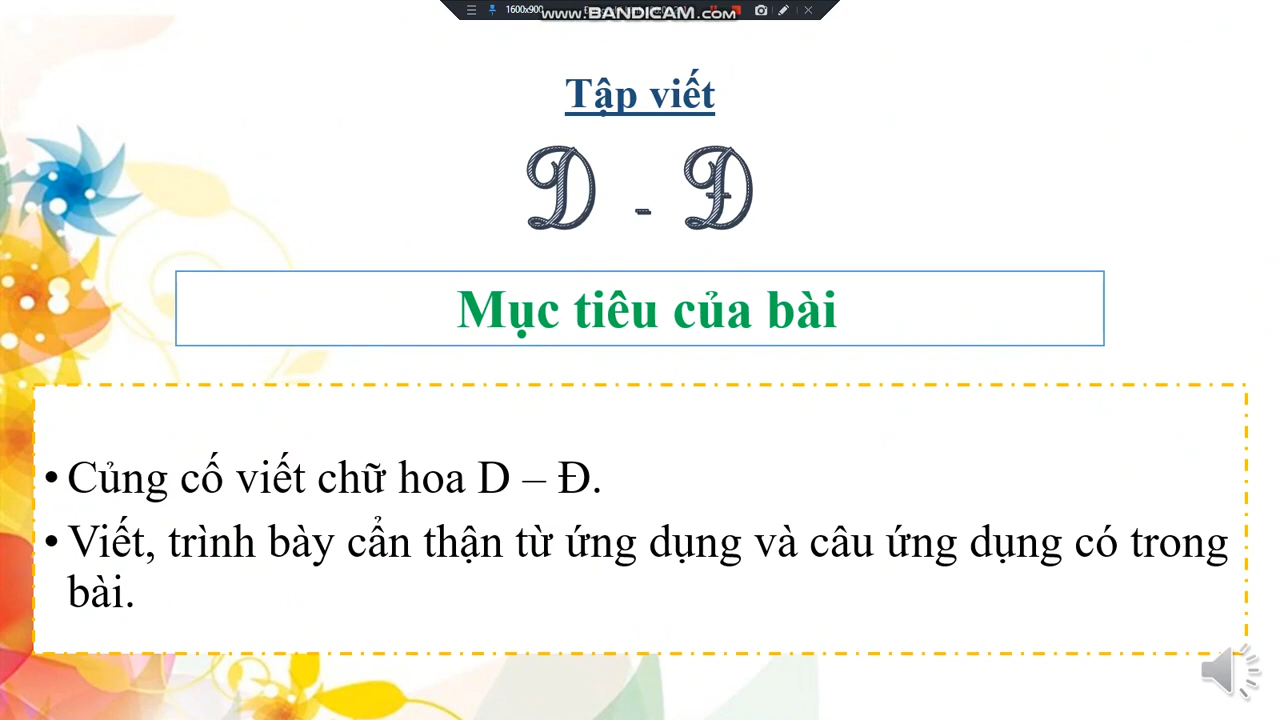 1600x900
www.BANDICAM.com
Tập viết
D - Đ
Mục tiêu của bài
• Củng cố viết chữ hoa D – Đ.
• Viết, trình bày cẩn thận từ ứng dụng và câu ứng dụng có trong
bài.